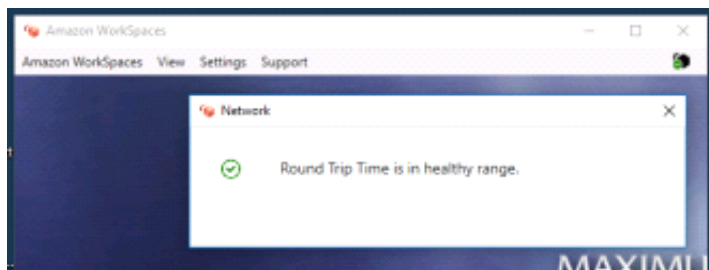 Amazon WorkSpaces
Amazon WorkSpaces View Settings Support
Network
Round Trip Time is in healthy range.
MAXIMU